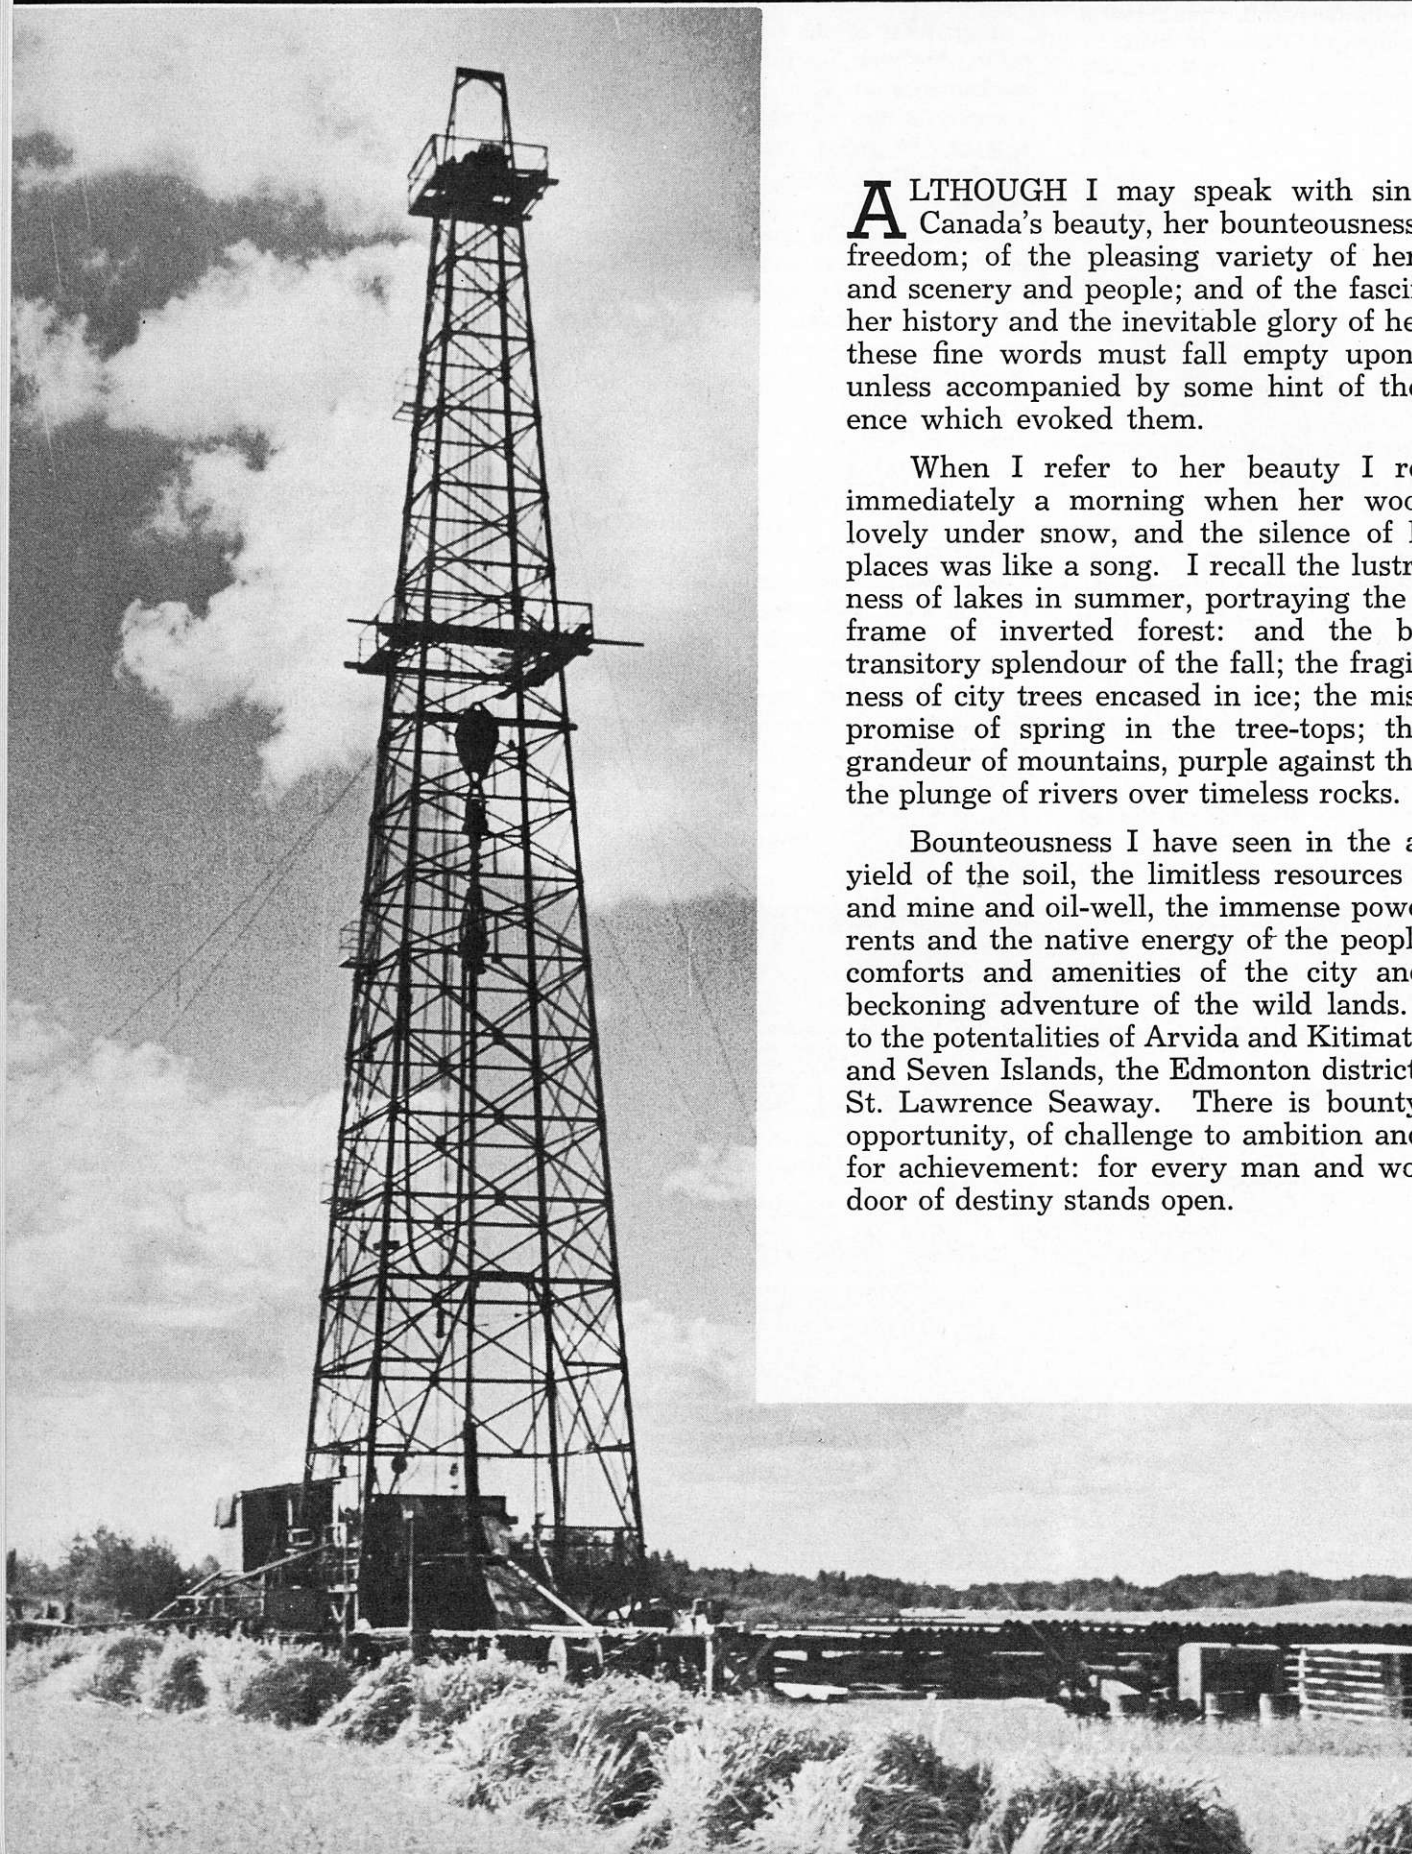 ALTHOUGH I may speak with sin
Canada's beauty, her bounteousness
freedom; of the pleasing variety of her
and scenery and people; and of the fasci
her history and the inevitable glory of he
these fine words must fall empty upon
unless accompanied by some hint of the
ence which evoked them.
When I refer to her beauty I re
immediately a morning when her woo
lovely under snow, and the silence of
places was like a song. I recall the lustr
ness of lakes in summer, portraying the
frame of inverted forest: and the b
transitory splendour of the fall; the fragi
ness of city trees encased in ice; the mis
promise of spring in the tree-tops; th
grandeur of mountains, purple against th
the plunge of rivers over timeless rocks.
Bounteousness I have seen in the a
yield of the soil, the limitless resources
and mine and oil-well, the immense powe
rents and the native energy of the peopl
comforts and amenities of the city and
beckoning adventure of the wild lands.
to the potentalities of Arvida and Kitimat
and Seven Islands, the Edmonton district
St. Lawrence Seaway. There is bounty
opportunity, of challenge to ambition and
for achievement: for every man and wo
door of destiny stands open.